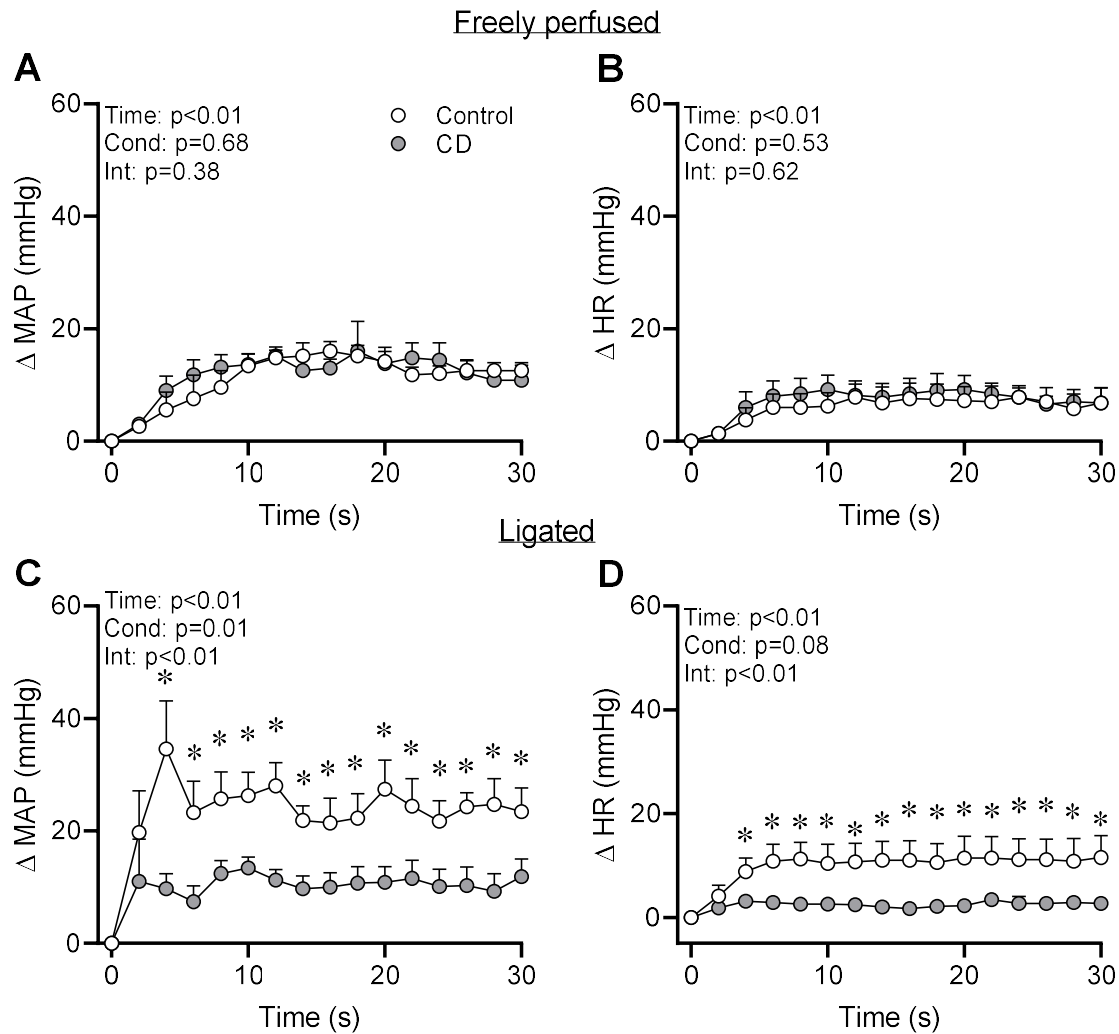 Freely perfused
A
B
60
40
20
0
Δ MAP (mmHg)
Time: p<0.01
Cond: p=0.68
Int: p=0.38
Control
CD
0 10 20 30
Time (s)
60
40
20
0
Δ HR (mmHg)
Time: p<0.01
Cond: p=0.53
Int: p=0.62
0 10 20 30
Time (s)
Ligated
C
D
60
40
20
0
Δ MAP (mmHg)
Time: p<0.01
Cond: p=0.01
Int: p<0.01
* * * * * * * * * * * * * *
0 10 20 30
Time (s)
60
40
20
0
Δ HR (mmHg)
Time: p<0.01
Cond: p=0.08
Int: p<0.01
* * * * * * * * * * * * * *
0 10 20 30
Time (s)